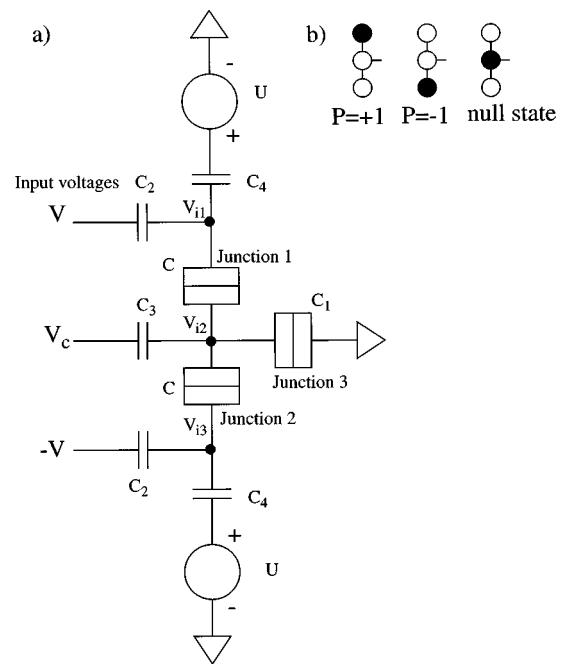 a)
-
U
+
Input voltages
C2
C4
V
Vi1
C
Junction 1
C3
C1
Vc
Vi2
Junction 3
C
Junction 2
Vi3
-V
C2
C4
+
U
-
b)
P=+1 P=-1 null state